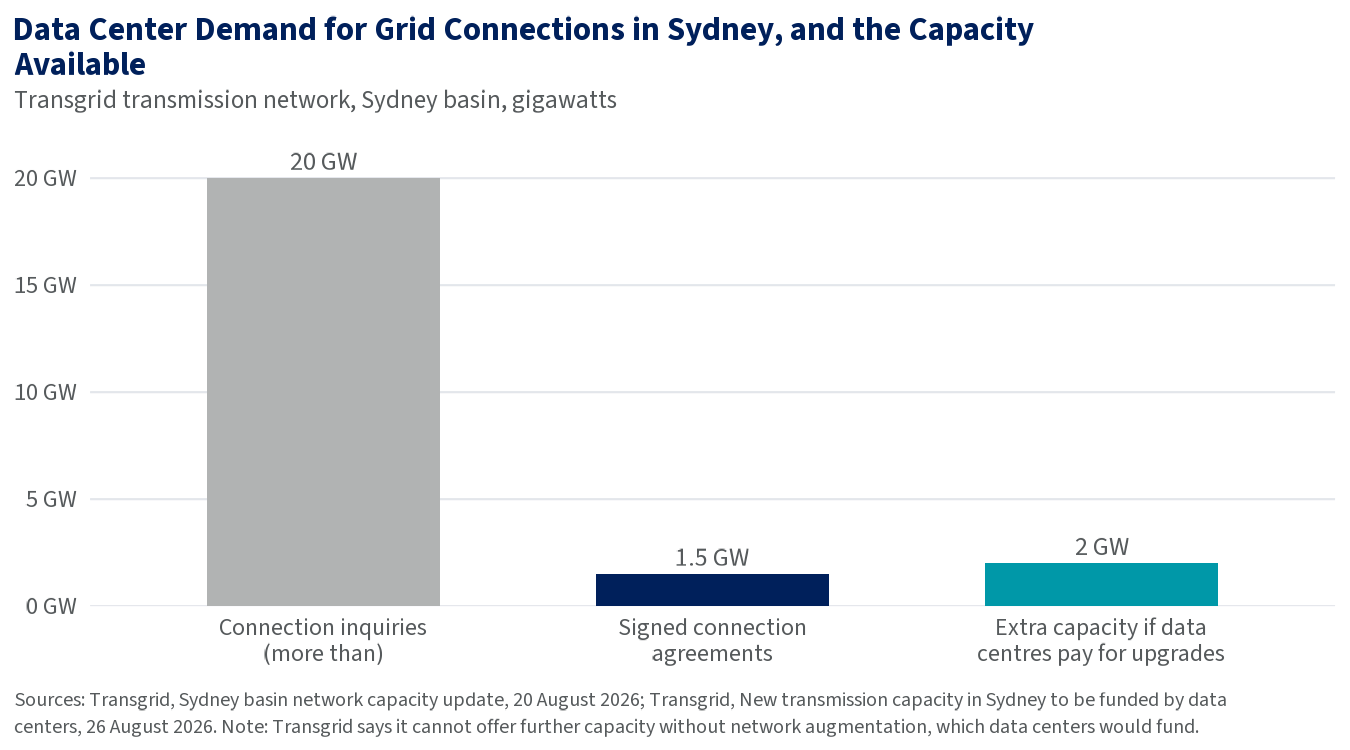 Data Center Demand for Grid Connections in Sydney, and the Capacity
Available
Transgrid transmission network, Sydney basin, gigawatts
20 GW
20 GW
15 GW
10 GW
5 GW
1.5 GW
2 GW
0 GW
Connection inquiries
(more than)
Signed connection
agreements
Extra capacity if data
centres pay for upgrades
Sources: Transgrid, Sydney basin network capacity update, 20 August 2026; Transgrid, New transmission capacity in Sydney to be funded by data
centers, 26 August 2026. Note: Transgrid says it cannot offer further capacity without network augmentation, which data centers would fund.